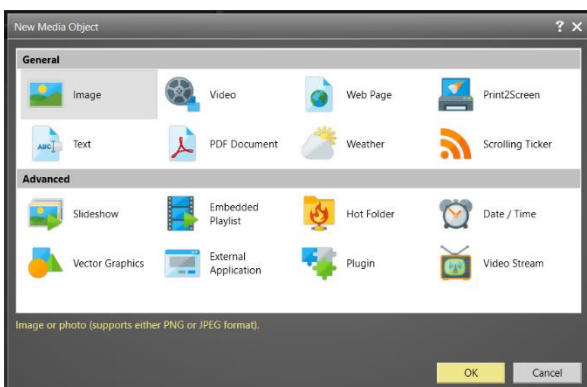 New Media Object
? ×
General
Image
Video
Web Page
Print2Screen
ABC
Text
PDF Document
Weather
Scrolling Ticker
Advanced
Slideshow
Embedded
Playlist
Hot Folder
Date / Time
Vector Graphics
External
Application
Plugin
Video Stream
Image or photo (supports either PNG or JPEG format).
OK
Cancel